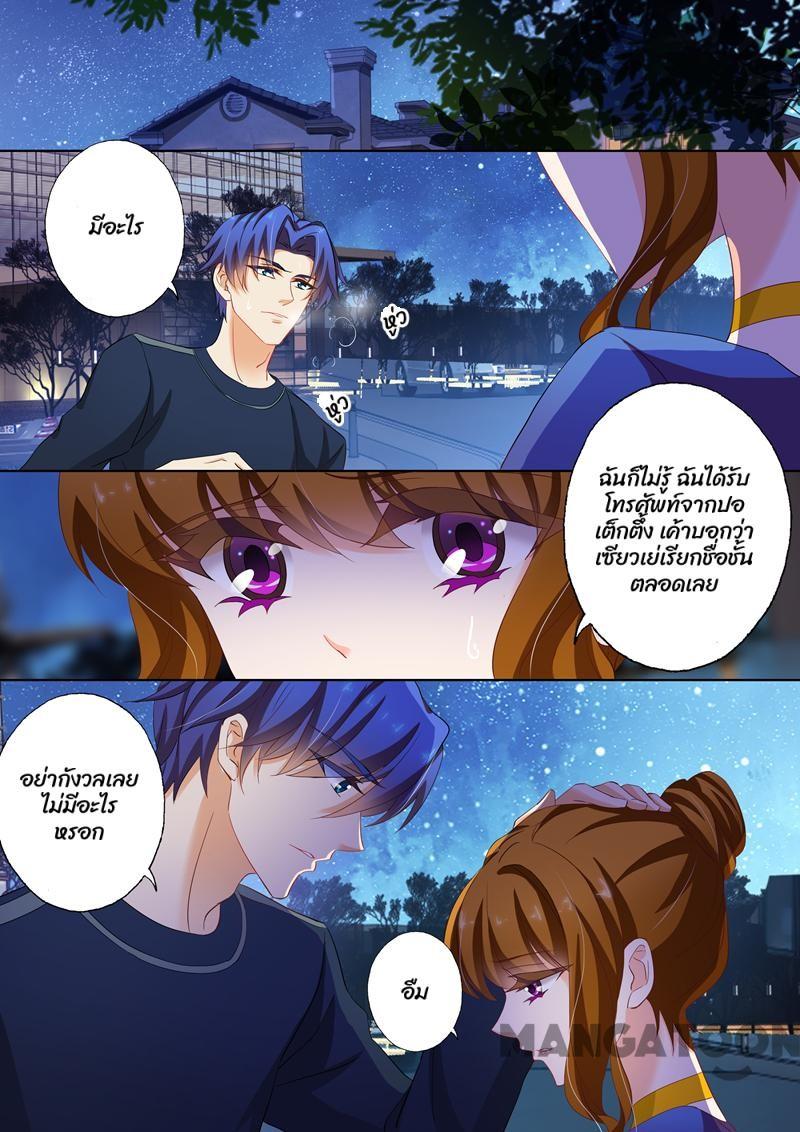 มีอะไร
หู่ว
หู่ว
ฉันก็ไม่รู้ ฉันได้รับ
โทรศัพท์จากปอ
เต็กตึ้ง เค้าบอกว่า
เซียวเย่เรียกชื่อชั้น
ตลอดเลย
อย่ากังวลเลย
ไม่มีอะไร
หรอก
อืม
MANGATOON